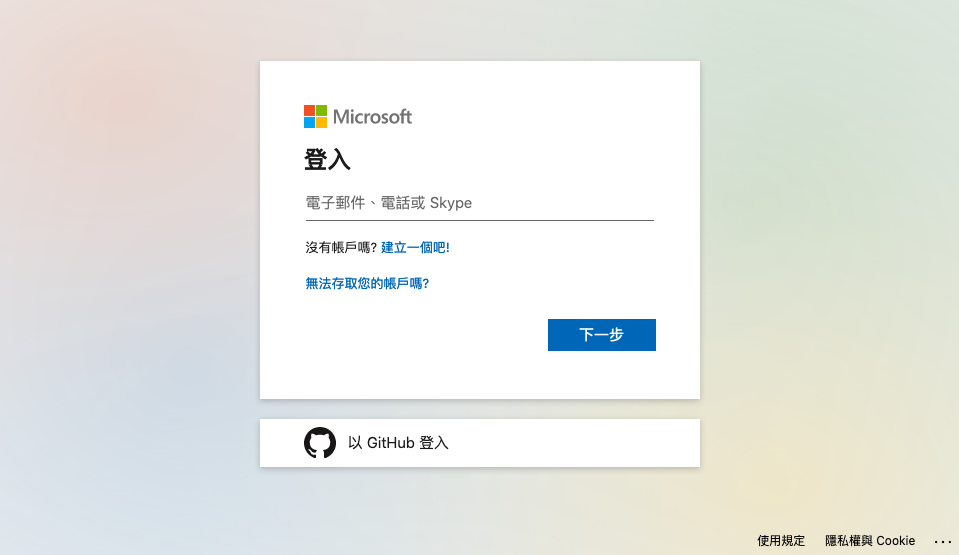 Microsoft
登入
電子郵件、電話或 Skype
沒有帳戶嗎? 建立一個吧!
無法存取您的帳戶嗎?
下一步
以 GitHub 登入
使用規定 隱私權與 Cookie ...